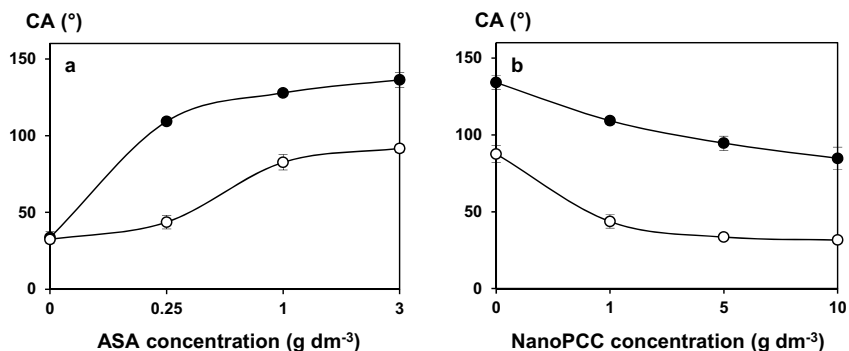 CA (°)
a
150
100
50
0
0 0.25 1 3
ASA concentration (g dm-3)
CA (°)
b
150
100
50
0
0 1 5 10
NanoPCC concentration (g dm-3)